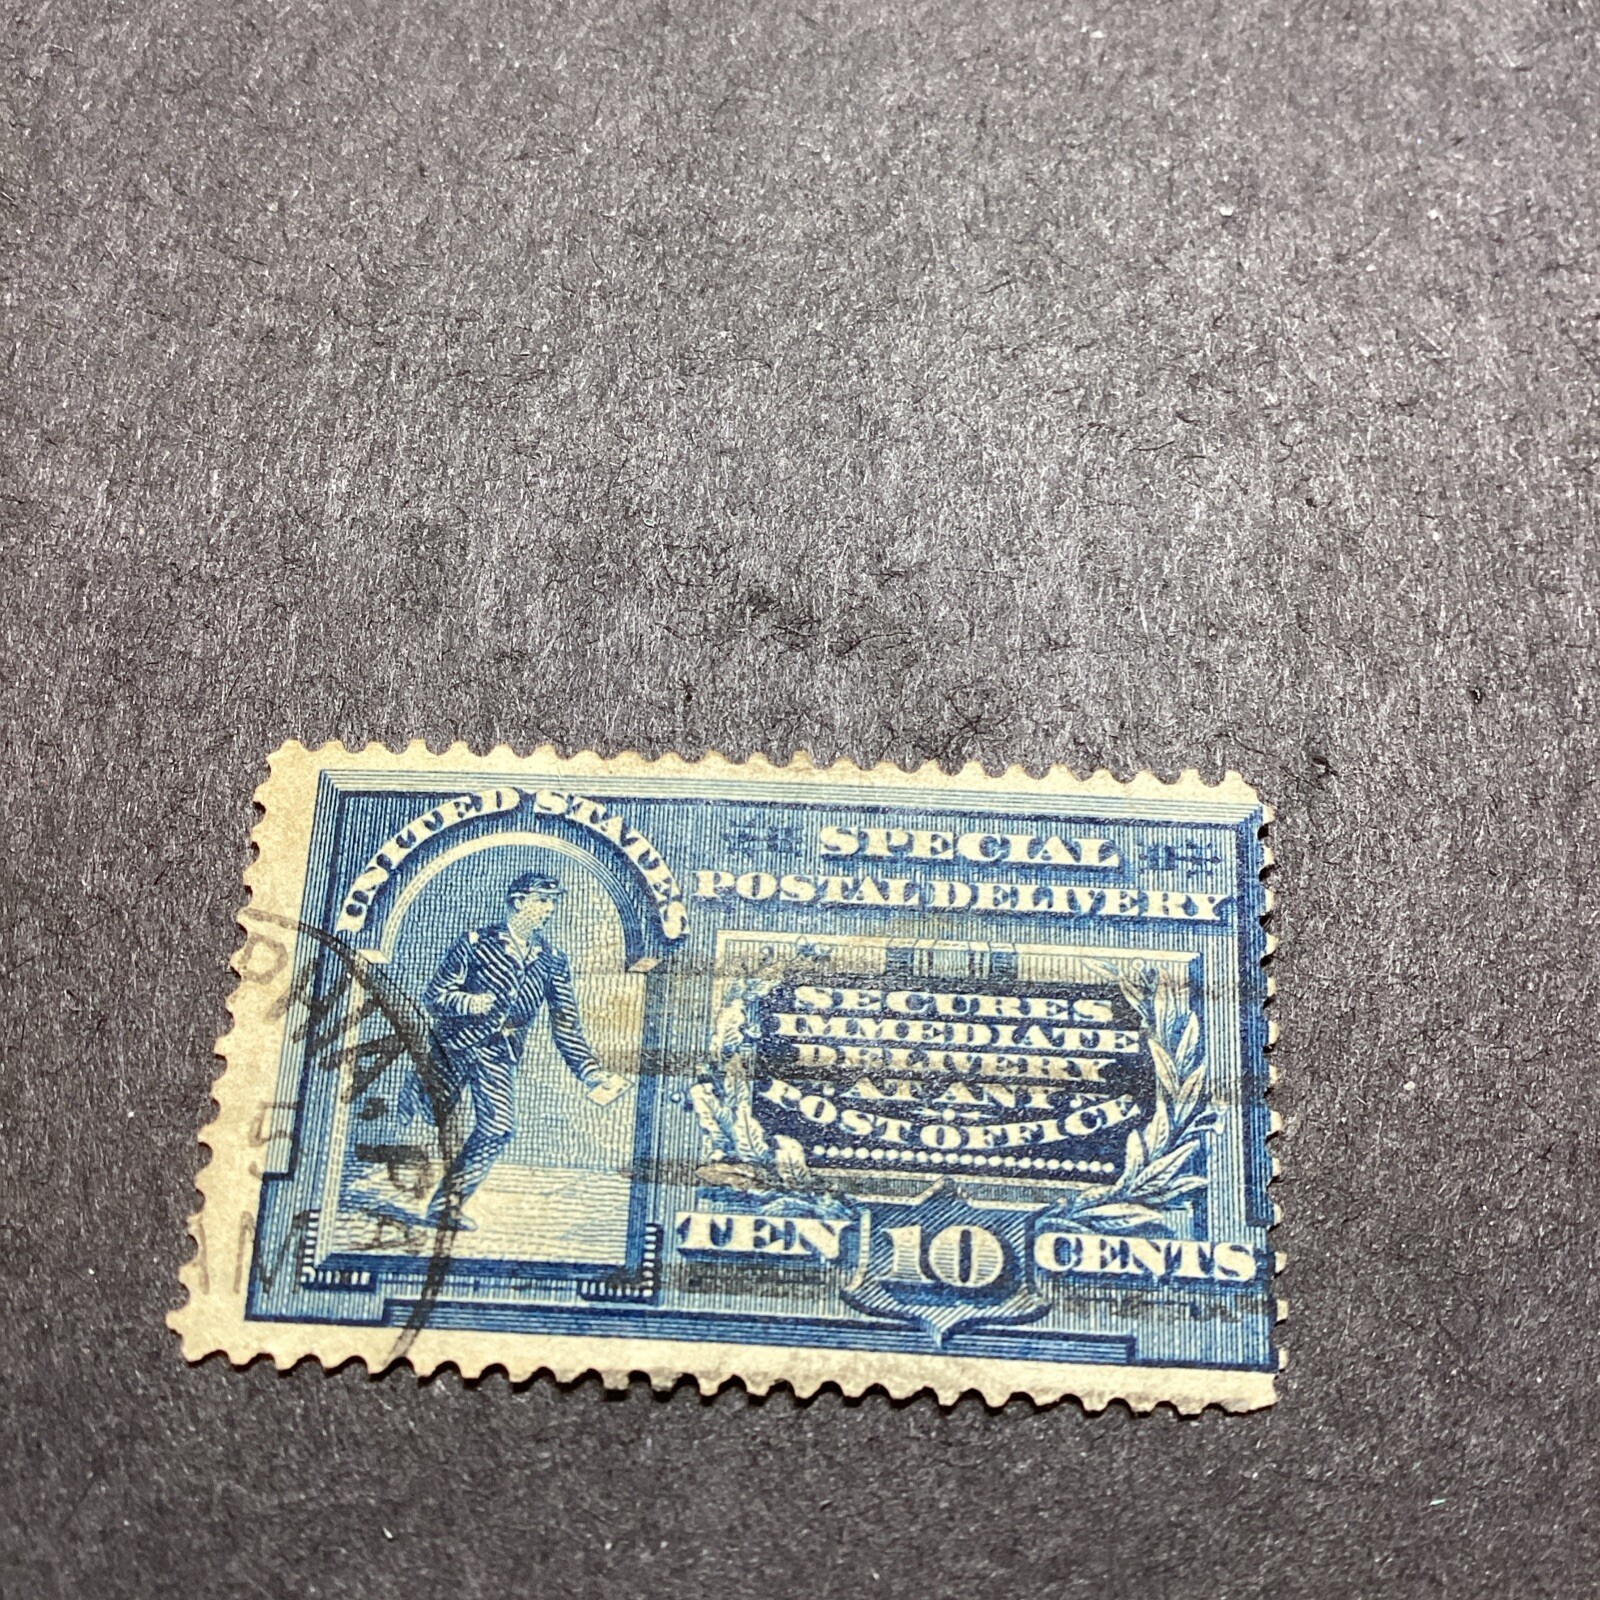 UNITED STATES
SPECIAL
POSTAL DELIVERY
SECURES
IMMEDIATE
DELIVERY
AT ANY
POST OFFICE
TEN 10 CENTS